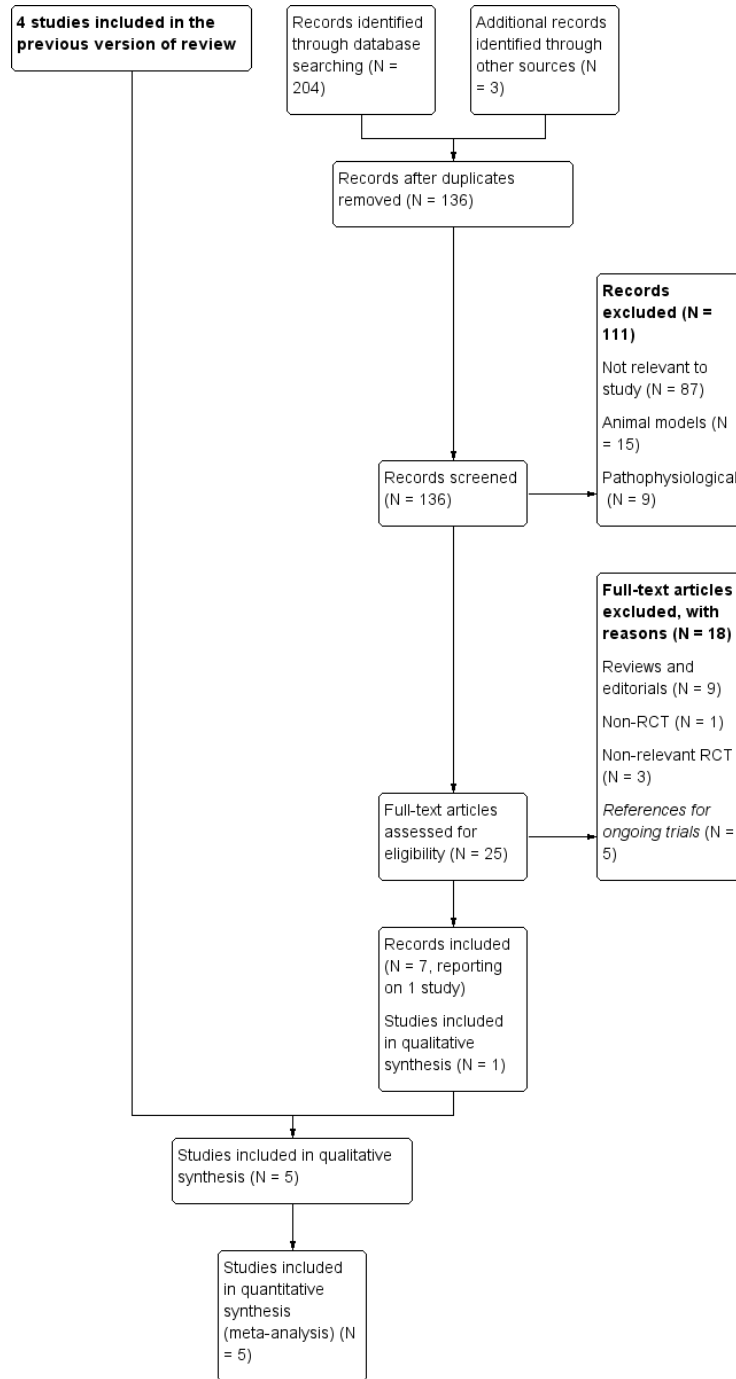 4 studies included in the
previous version of review
Records identified
through database
searching (N =
204)
Additional records
identified through
other sources (N
= 3)
Records after duplicates
removed (N = 136)
Records
excluded (N =
111)
Not relevant to
study (N = 87)
Animal models (N
= 15)
Pathophysiological
(N = 9)
Records screened
(N = 136)
Full-text articles
excluded, with
reasons (N = 18)
Reviews and
editorials (N = 9)
Non-RCT (N = 1)
Non-relevant RCT
(N = 3)
References for
ongoing trials (N =
5)
Full-text articles
assessed for
eligibility (N = 25)
Records included
(N = 7, reporting
on 1 study)
Studies included
in qualitative
synthesis (N = 1)
Studies included in qualitative
synthesis (N = 5)
Studies included
in quantitative
synthesis
(meta-analysis) (N
= 5)